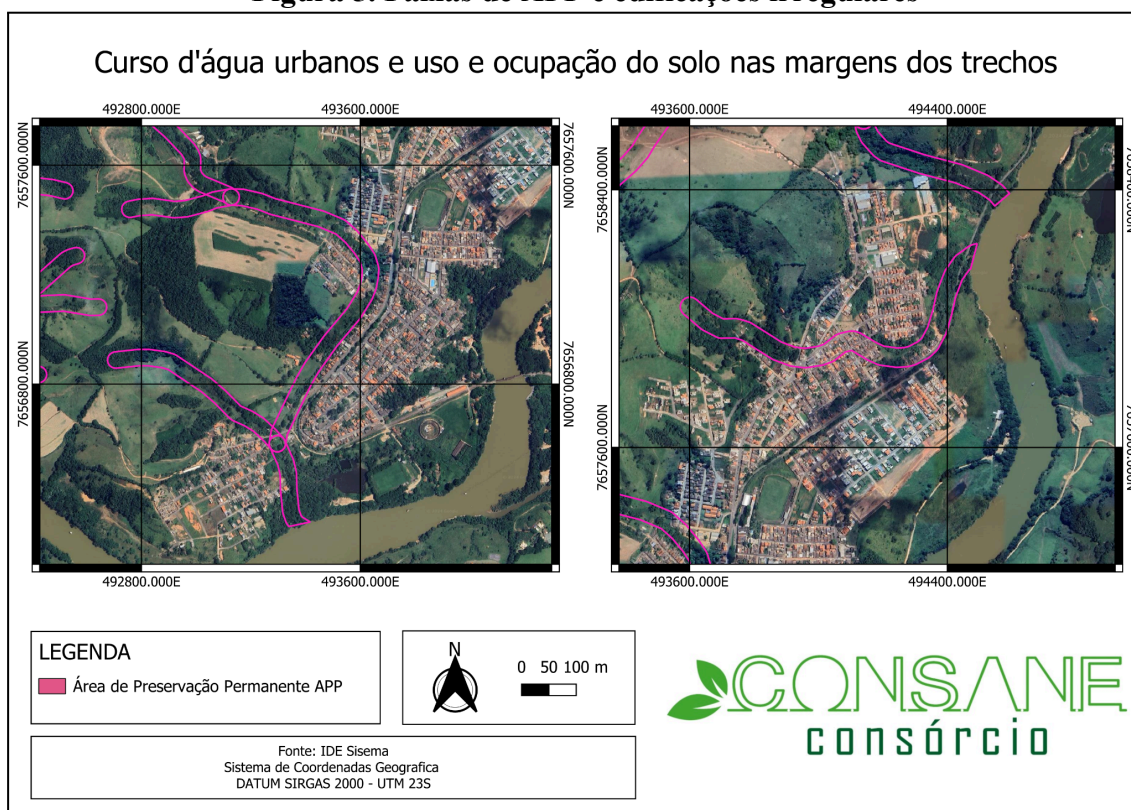 Curso d'água urbanos e uso e ocupação do solo nas margens dos trechos
492800.000E 493600.000E
7657600.000N
7656800.000N
7657600.000N
7656800.000N
492800.000E 493600.000E
493600.000E 494400.000E
7658400.000N
7657600.000N
493600.000E 494400.000E
LEGENDA
Área de Preservação Permanente APP
N
0 50 100 m
Fonte: IDE Sisema
Sistema de Coordenadas Geografica
DATUM SIRGAS 2000 - UTM 23S
CONSANE
consórcio